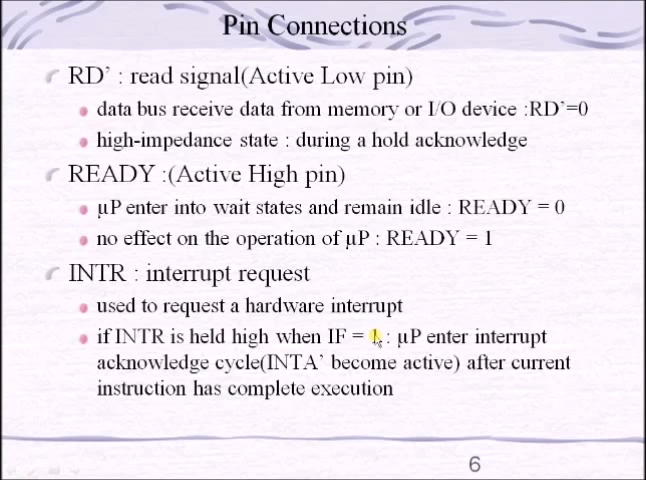 Pin Connections
RD’ : read signal(Active Low pin)
data bus receive data from memory or I/O device :RD’=0
high-impedance state : during a hold acknowledge
READY :(Active High pin)
µP enter into wait states and remain idle : READY = 0
no effect on the operation of µP : READY = 1
INTR : interrupt request
used to request a hardware interrupt
if INTR is held high when IF = 1 : µP enter interrupt
acknowledge cycle(INTA’ become active) after current
instruction has complete execution
6